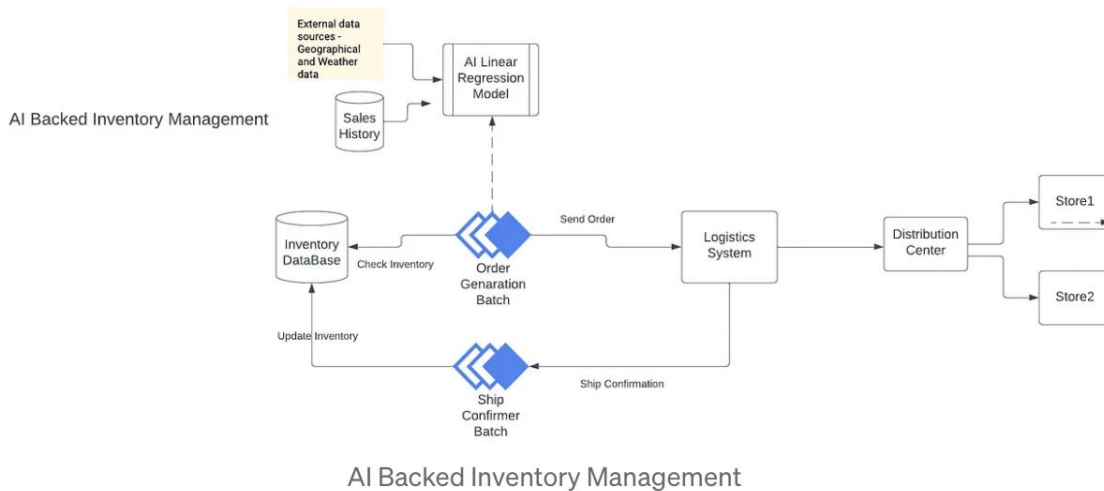 External data
sources -
Geographical
and Weather
data
AI Linear
Regression
Model
AI Backed Inventory Management
Sales
History
Inventory
DataBase
Check Inventory
Order
Genaration
Batch
Send Order
Logistics
System
Distribution
Center
Store1
Store2
Update Inventory
Ship
Confirmer
Batch
Ship Confirmation
AI Backed Inventory Management